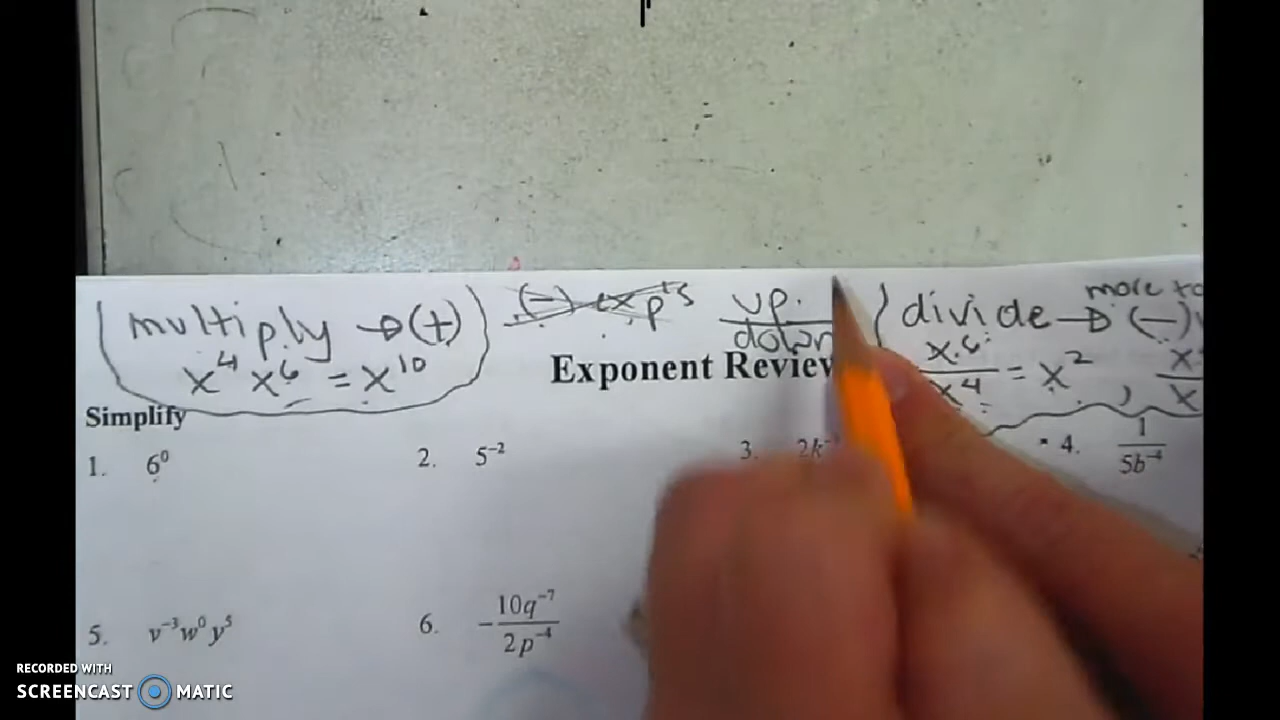 multiply → (+)
x⁴ x⁶ = x¹⁰
(-) exp's
up.
down
divide → (-)
more to
x⁶ / x⁴ = x² ,
Exponent Review
Simplify
1. 6⁰
2. 5⁻²
3. 2k
4. 1 / 5b⁻⁴
5. v⁻³w⁰y⁵
6. -10q⁻⁷ / 2p⁻⁴
RECORDED WITH
SCREENCAST MATIC